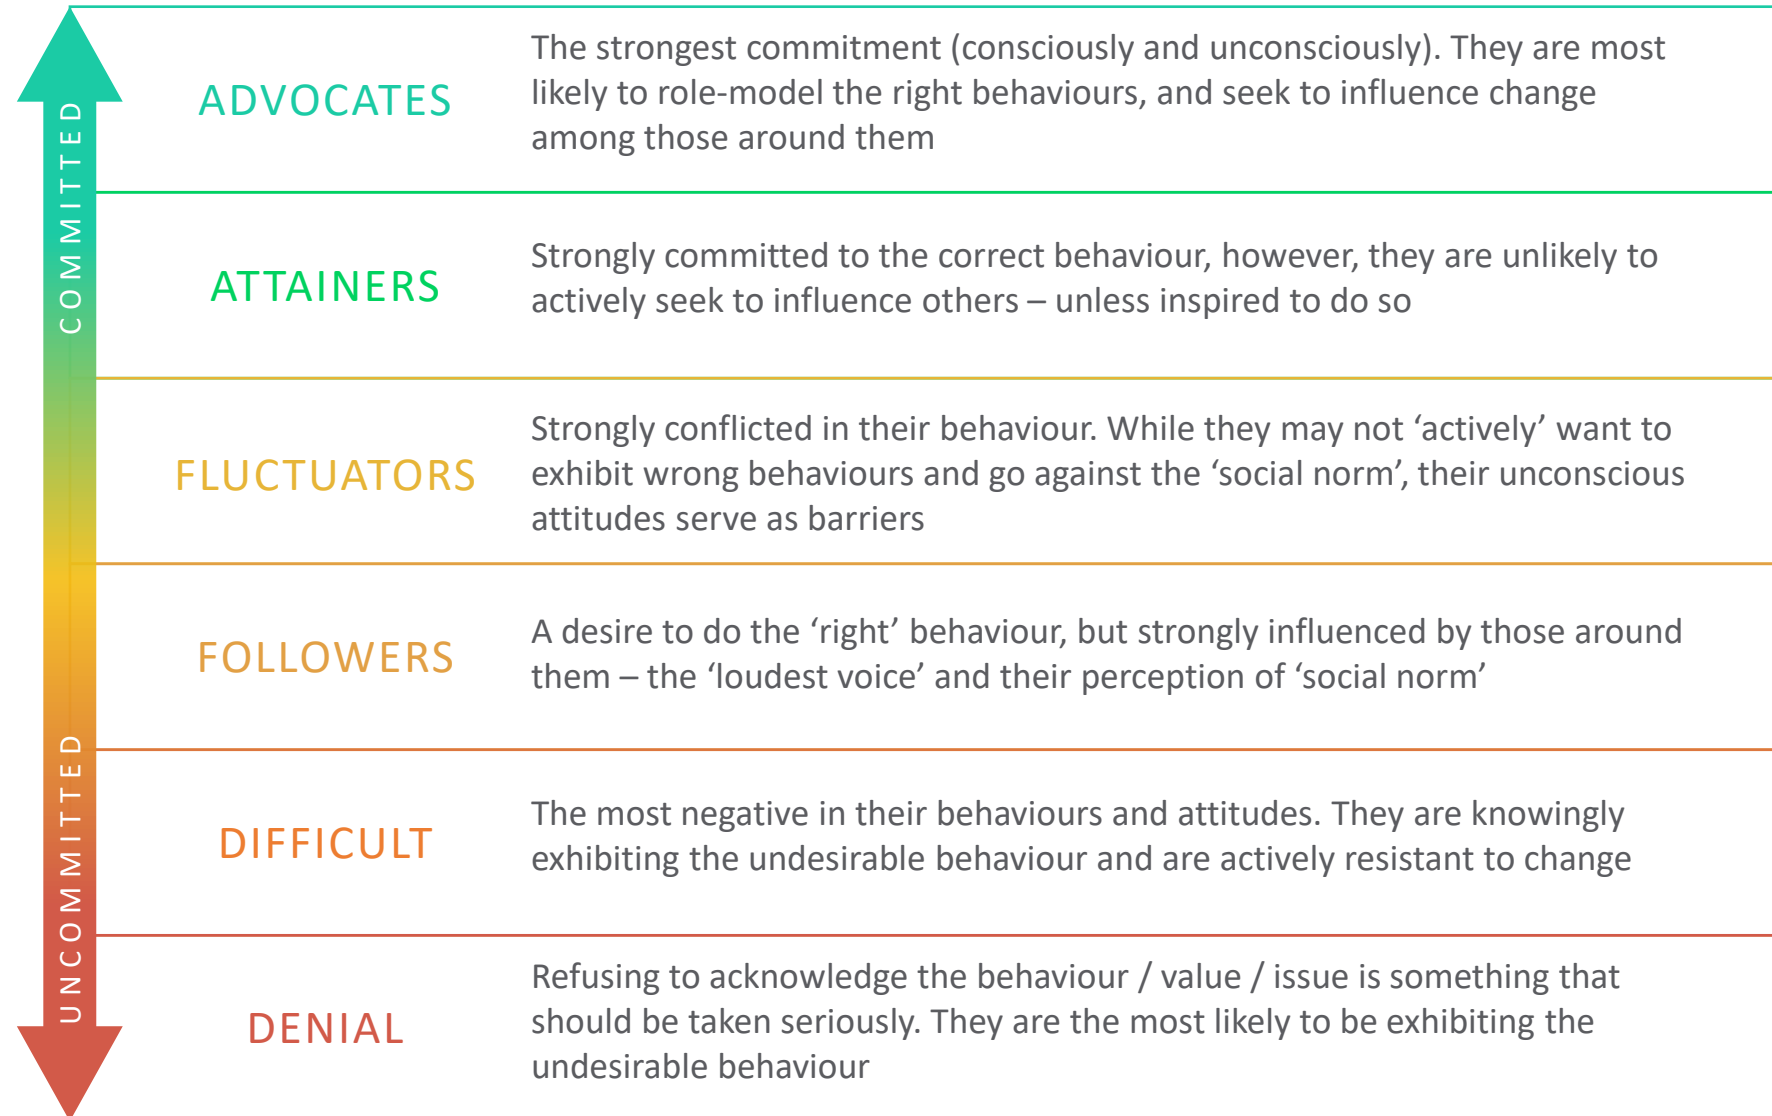 COMMITTED
ADVOCATES
The strongest commitment (consciously and unconsciously). They are most
likely to role-model the right behaviours, and seek to influence change
among those around them
ATTAINERS
Strongly committed to the correct behaviour, however, they are unlikely to
actively seek to influence others – unless inspired to do so
FLUCTUATORS
Strongly conflicted in their behaviour. While they may not ‘actively’ want to
exhibit wrong behaviours and go against the ‘social norm’, their unconscious
attitudes serve as barriers
FOLLOWERS
A desire to do the ‘right’ behaviour, but strongly influenced by those around
them – the ‘loudest voice’ and their perception of ‘social norm’
UNCOMMITTED
DIFFICULT
The most negative in their behaviours and attitudes. They are knowingly
exhibiting the undesirable behaviour and are actively resistant to change
DENIAL
Refusing to acknowledge the behaviour / value / issue is something that
should be taken seriously. They are the most likely to be exhibiting the
undesirable behaviour